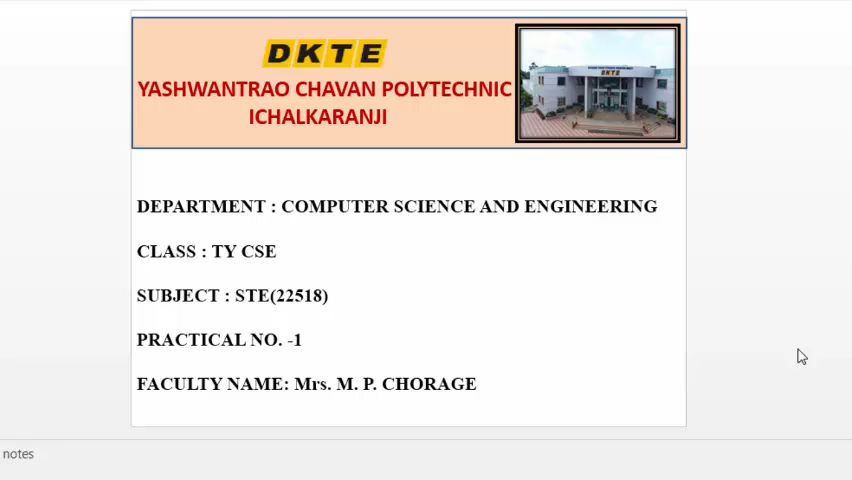 DKTE
YASHWANTRAO CHAVAN POLYTECHNIC
ICHALKARANJI
DKTE
DEPARTMENT : COMPUTER SCIENCE AND ENGINEERING
CLASS : TY CSE
SUBJECT : STE(22518)
PRACTICAL NO. -1
FACULTY NAME: Mrs. M. P. CHORAGE
notes